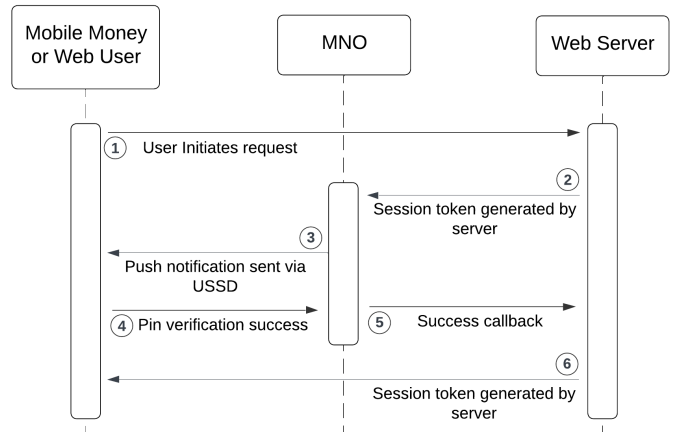 Mobile Money
or Web User
MNO
Web Server
1
User Initiates request
2
Session token generated by
server
3
Push notification sent via
USSD
4
Pin verification success
5
Success callback
6
Session token generated by
server